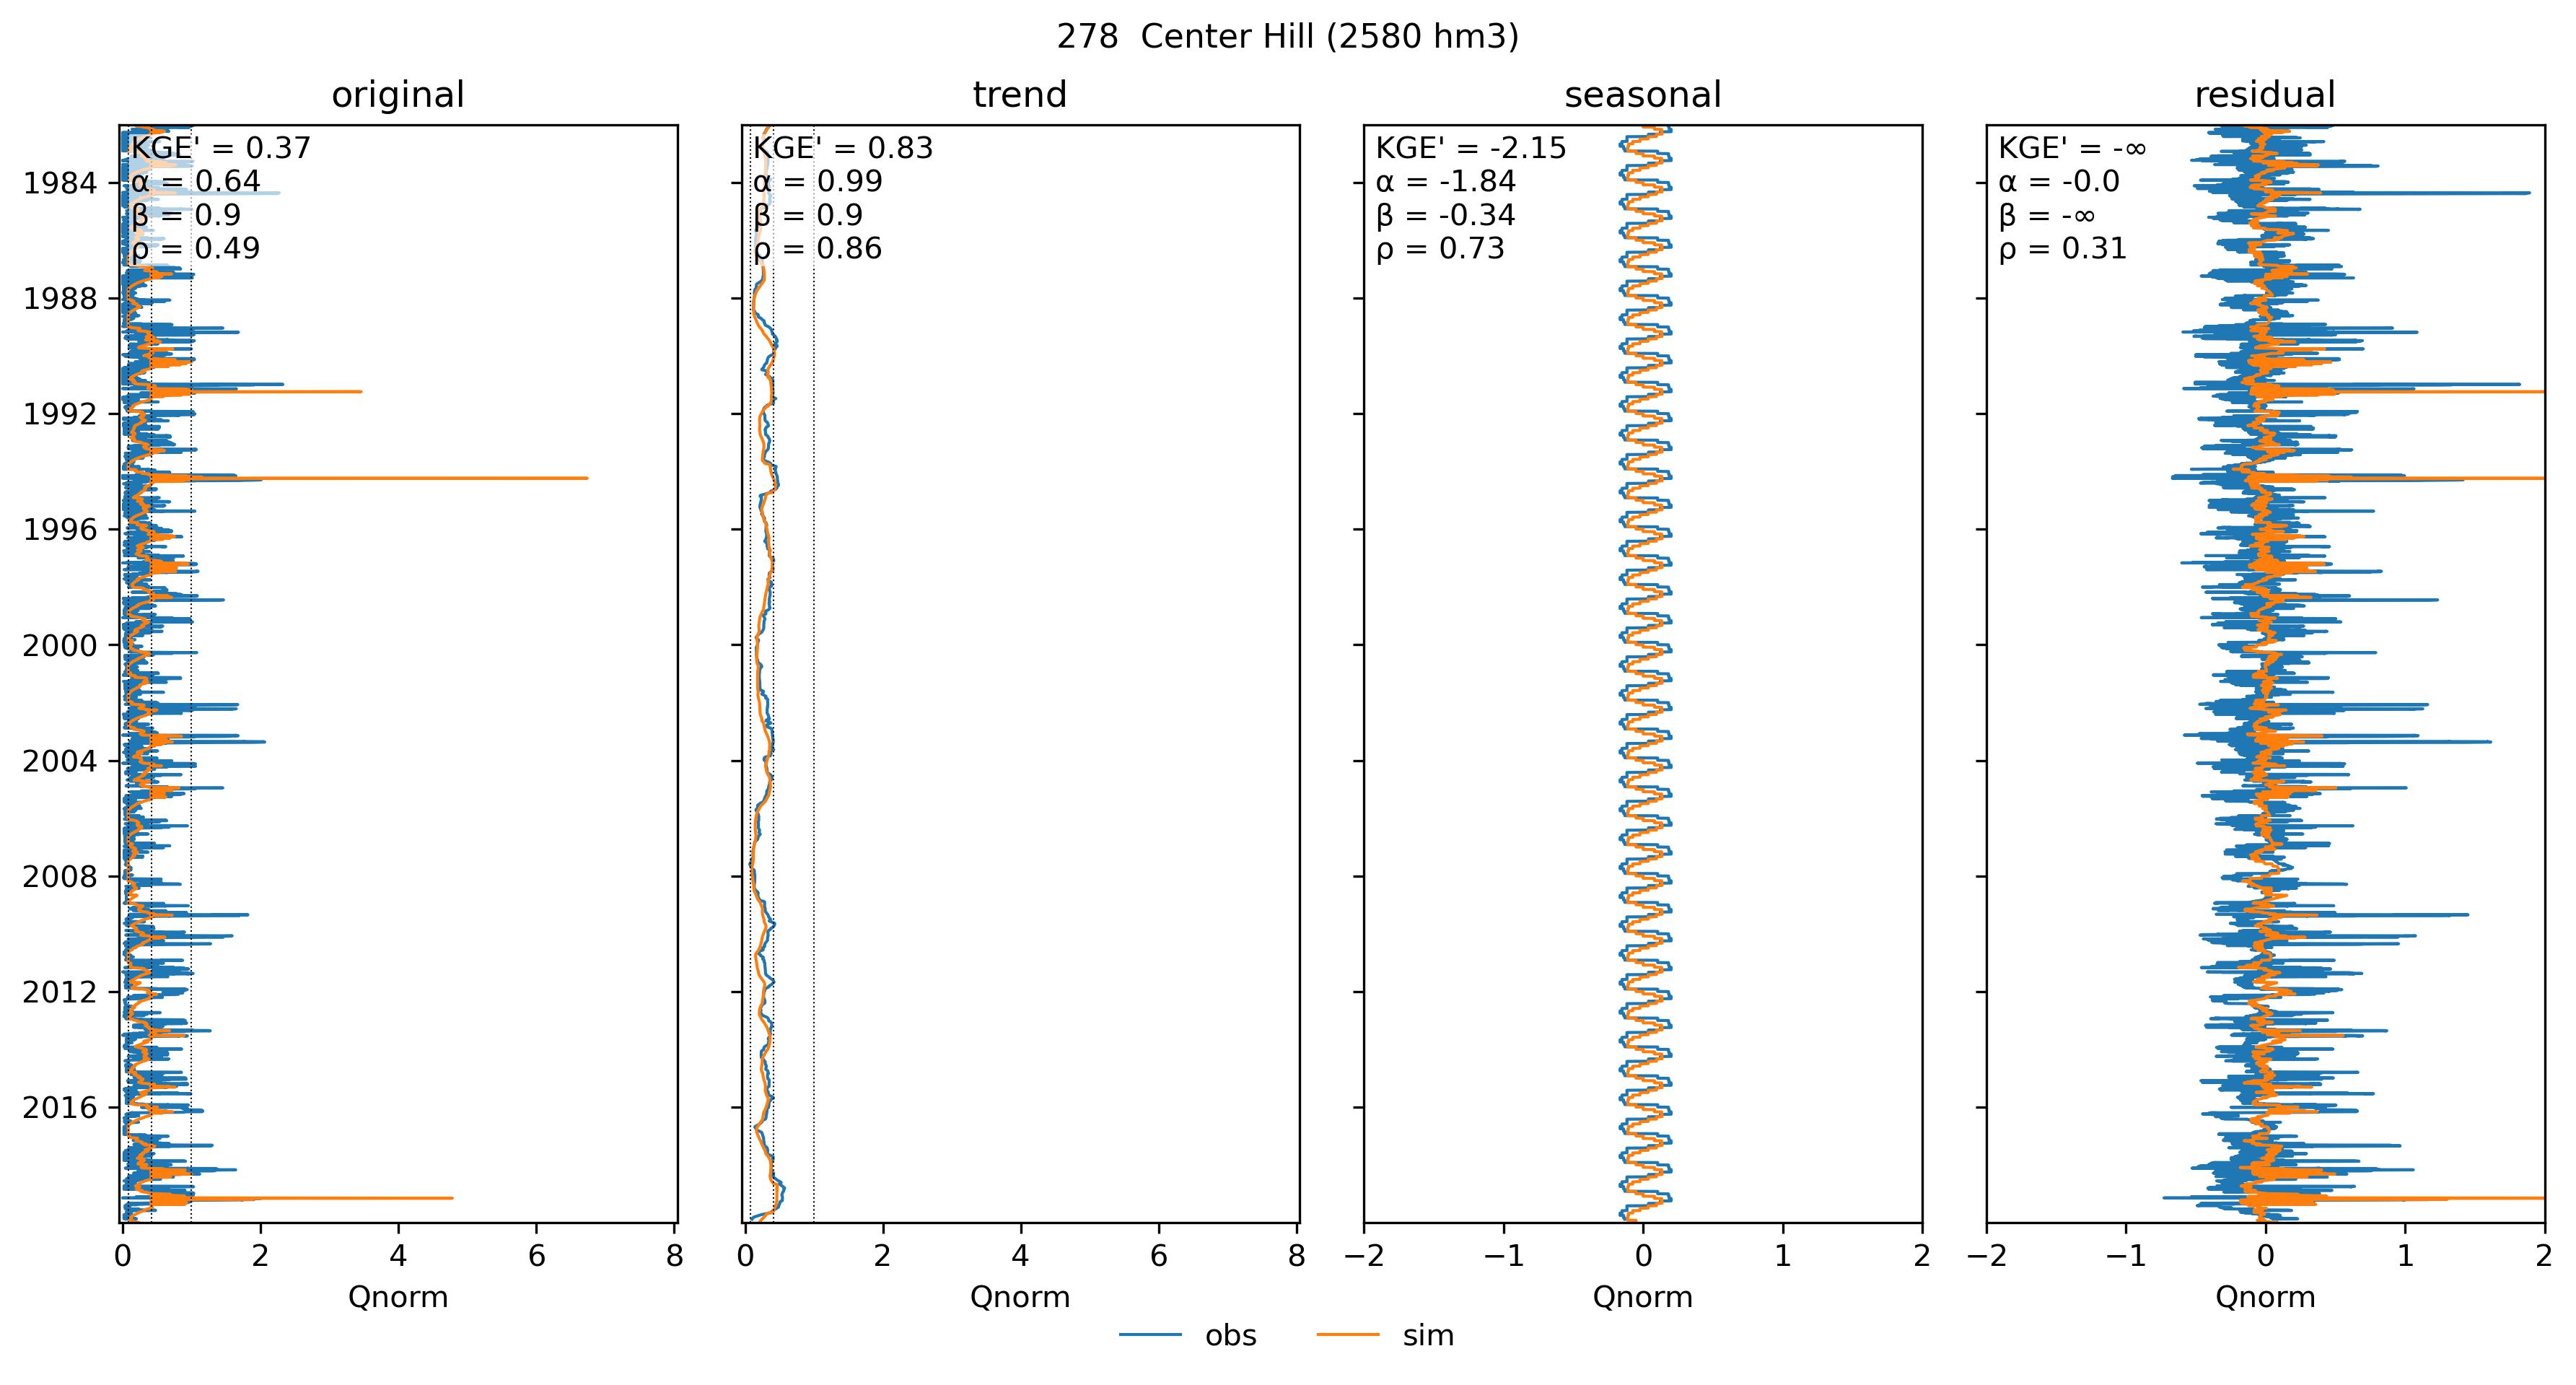 278  Center Hill (2580 hm3)
original
trend
seasonal
residual
KGE' = 0.37
α = 0.64
β = 0.9
ρ = 0.49
KGE' = 0.83
α = 0.99
β = 0.9
ρ = 0.86
KGE' = -2.15
α = -1.84
β = -0.34
ρ = 0.73
KGE' = -∞
α = -0.0
β = -∞
ρ = 0.31
1984
1988
1992
1996
2000
2004
2008
2012
2016
0 2 4 6 8
0 2 4 6 8
−2 −1 0 1 2
−2 −1 0 1 2
Qnorm
Qnorm
Qnorm
Qnorm
obs
sim